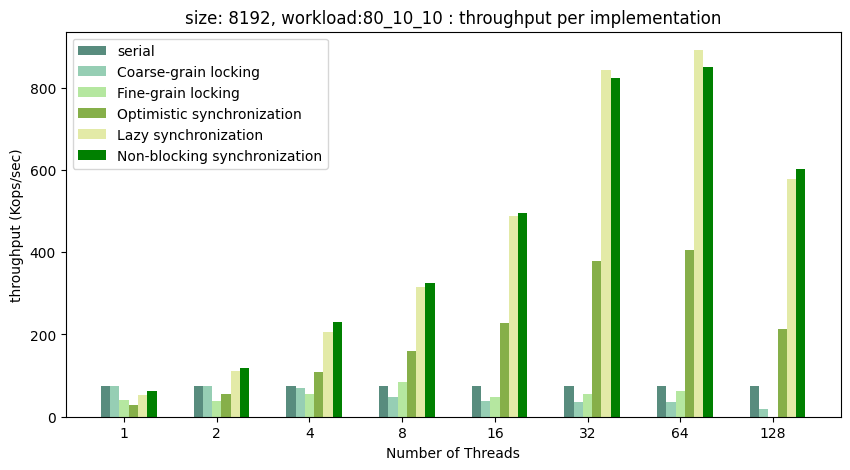 size: 8192, workload:80_10_10 : throughput per implementation
serial
Coarse-grain locking
Fine-grain locking
Optimistic synchronization
Lazy synchronization
Non-blocking synchronization
throughput (Kops/sec)
800
600
400
200
0
1 2 4 8 16 32 64 128
Number of Threads